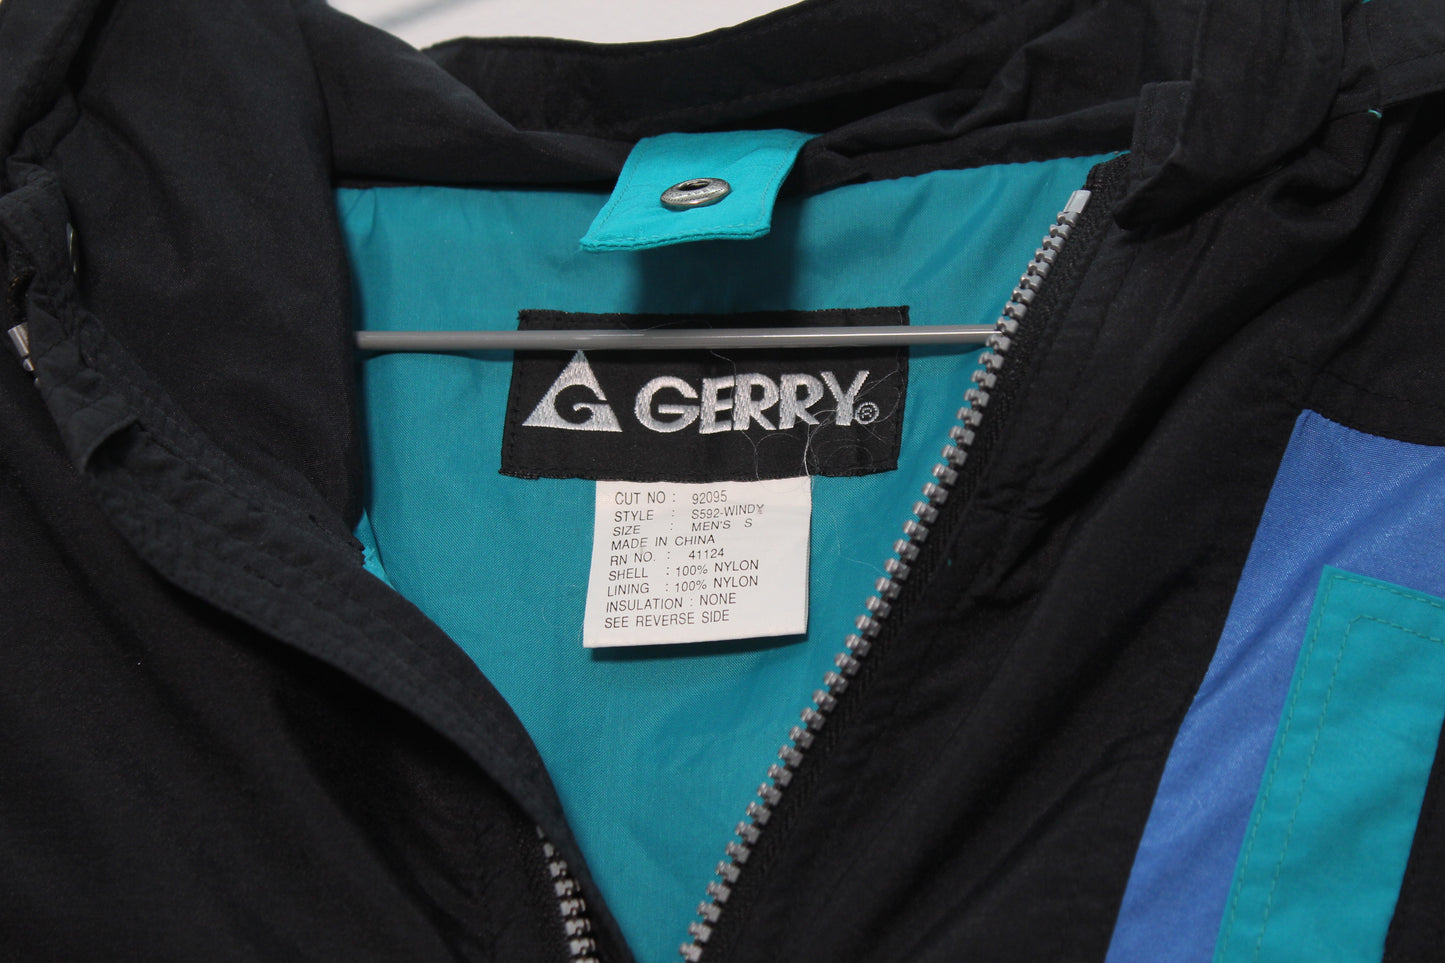 GERRY®
CUT NO : 92095
STYLE : S592-WINDY
SIZE : MEN'S S
MADE IN CHINA
RN NO. : 41124
SHELL : 100% NYLON
LINING : 100% NYLON
INSULATION : NONE
SEE REVERSE SIDE